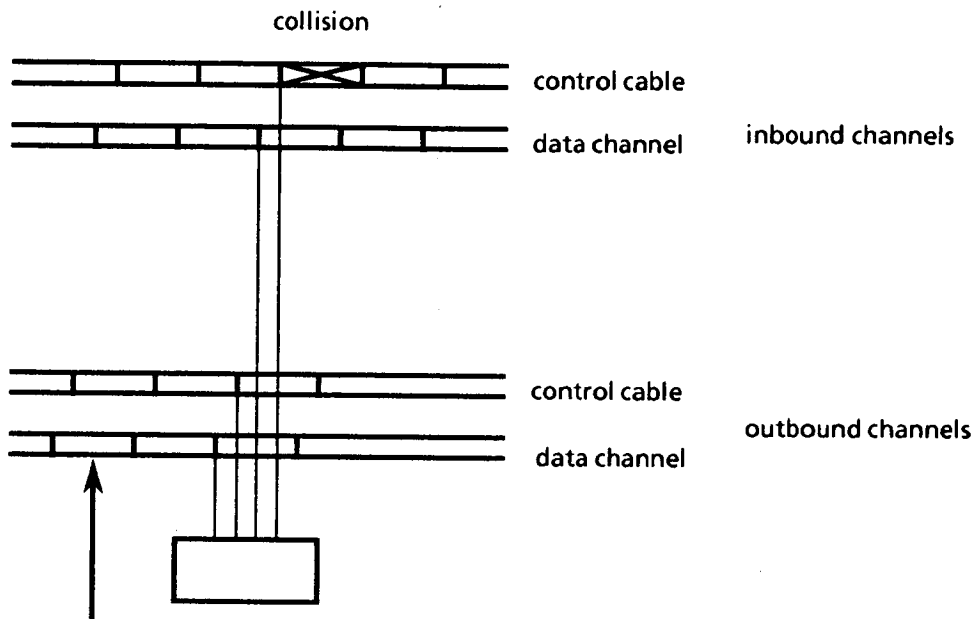 collision
control cable
data channel
inbound channels
control cable
data channel
outbound channels